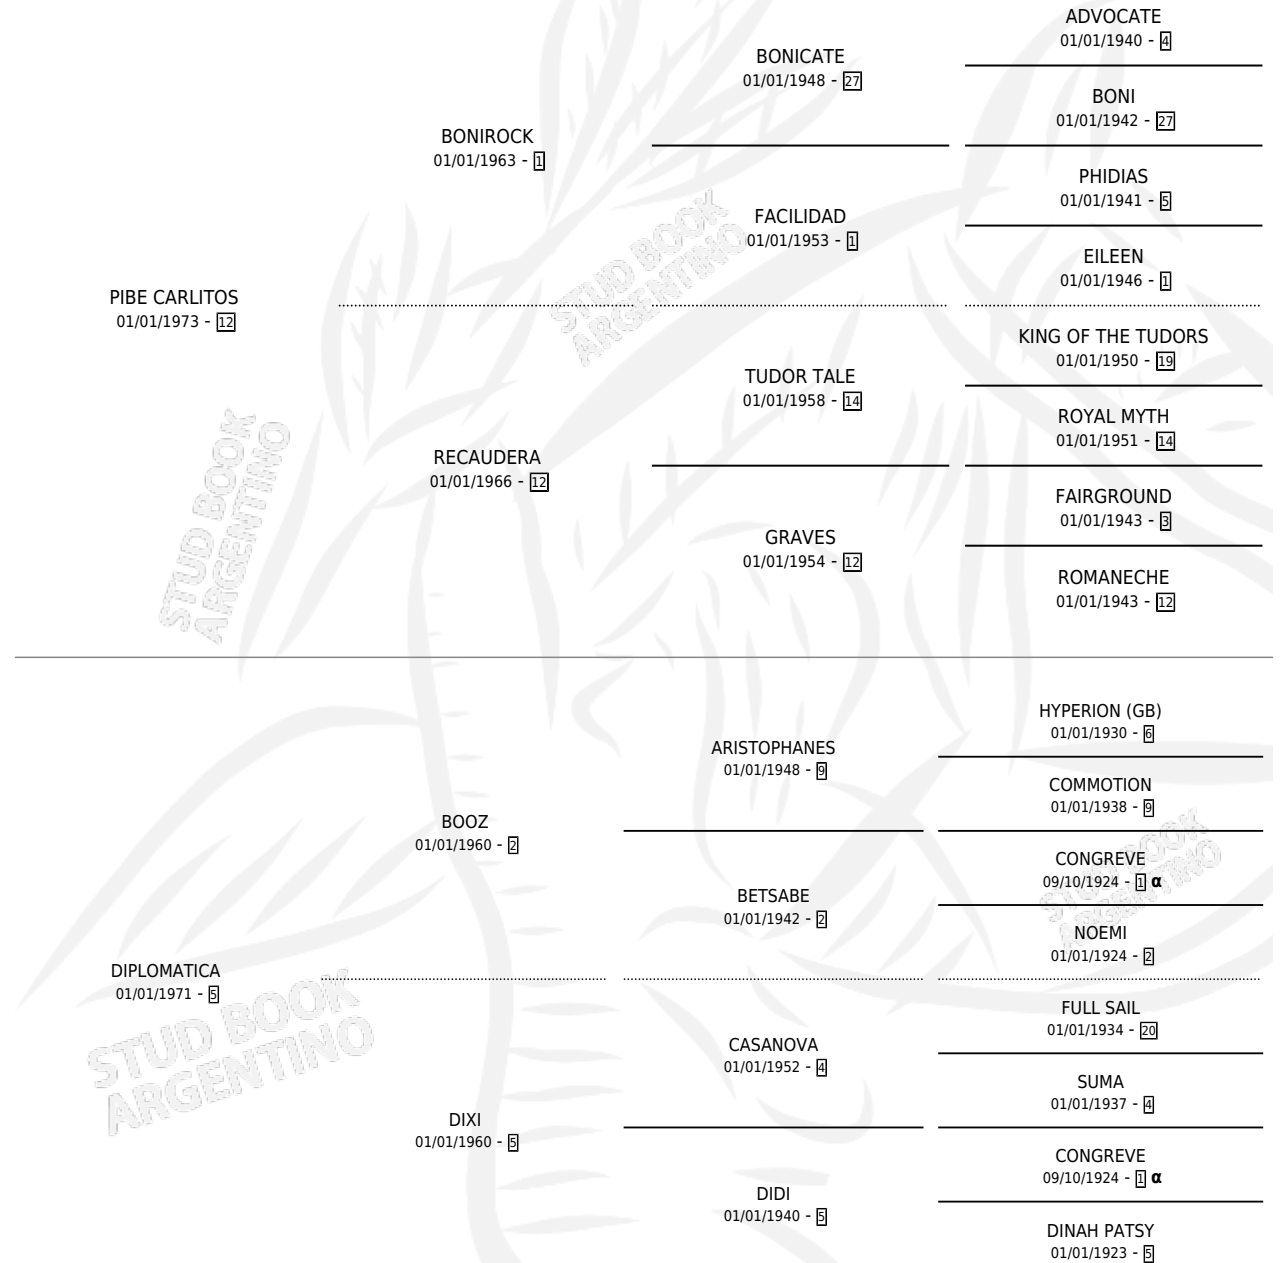 ADVOCATE
01/01/1940 - 4
BONICATE
01/01/1948 - 27
BONI
01/01/1942 - 27
BONIROCK
01/01/1963 - 1
PHIDIAS
01/01/1941 - 5
FACILIDAD
01/01/1953 - 1
EILEEN
01/01/1946 - 1
PIBE CARLITOS
01/01/1973 - 12
KING OF THE TUDORS
01/01/1950 - 19
TUDOR TALE
01/01/1958 - 14
ROYAL MYTH
01/01/1951 - 14
RECAUDERA
01/01/1966 - 12
FAIRGROUND
01/01/1943 - 3
GRAVES
01/01/1954 - 12
ROMANECHE
01/01/1943 - 12
HYPERION (GB)
01/01/1930 - 6
ARISTOPHANES
01/01/1948 - 9
COMMOTION
01/01/1938 - 9
BOOZ
01/01/1960 - 2
CONGREVE
09/10/1924 - 1 α
BETSABE
01/01/1942 - 2
NOEMI
01/01/1924 - 2
DIPLOMATICA
01/01/1971 - 5
FULL SAIL
01/01/1934 - 20
CASANOVA
01/01/1952 - 4
SUMA
01/01/1937 - 4
DIXI
01/01/1960 - 5
CONGREVE
09/10/1924 - 1 α
DIDI
01/01/1940 - 5
DINAH PATSY
01/01/1923 - 5
STUD BOOK
ARGENTINO
STUD BOOK
ARGENTINO
STUD BOOK
ARGENTINO
STUD BOOK
ARGENTINO